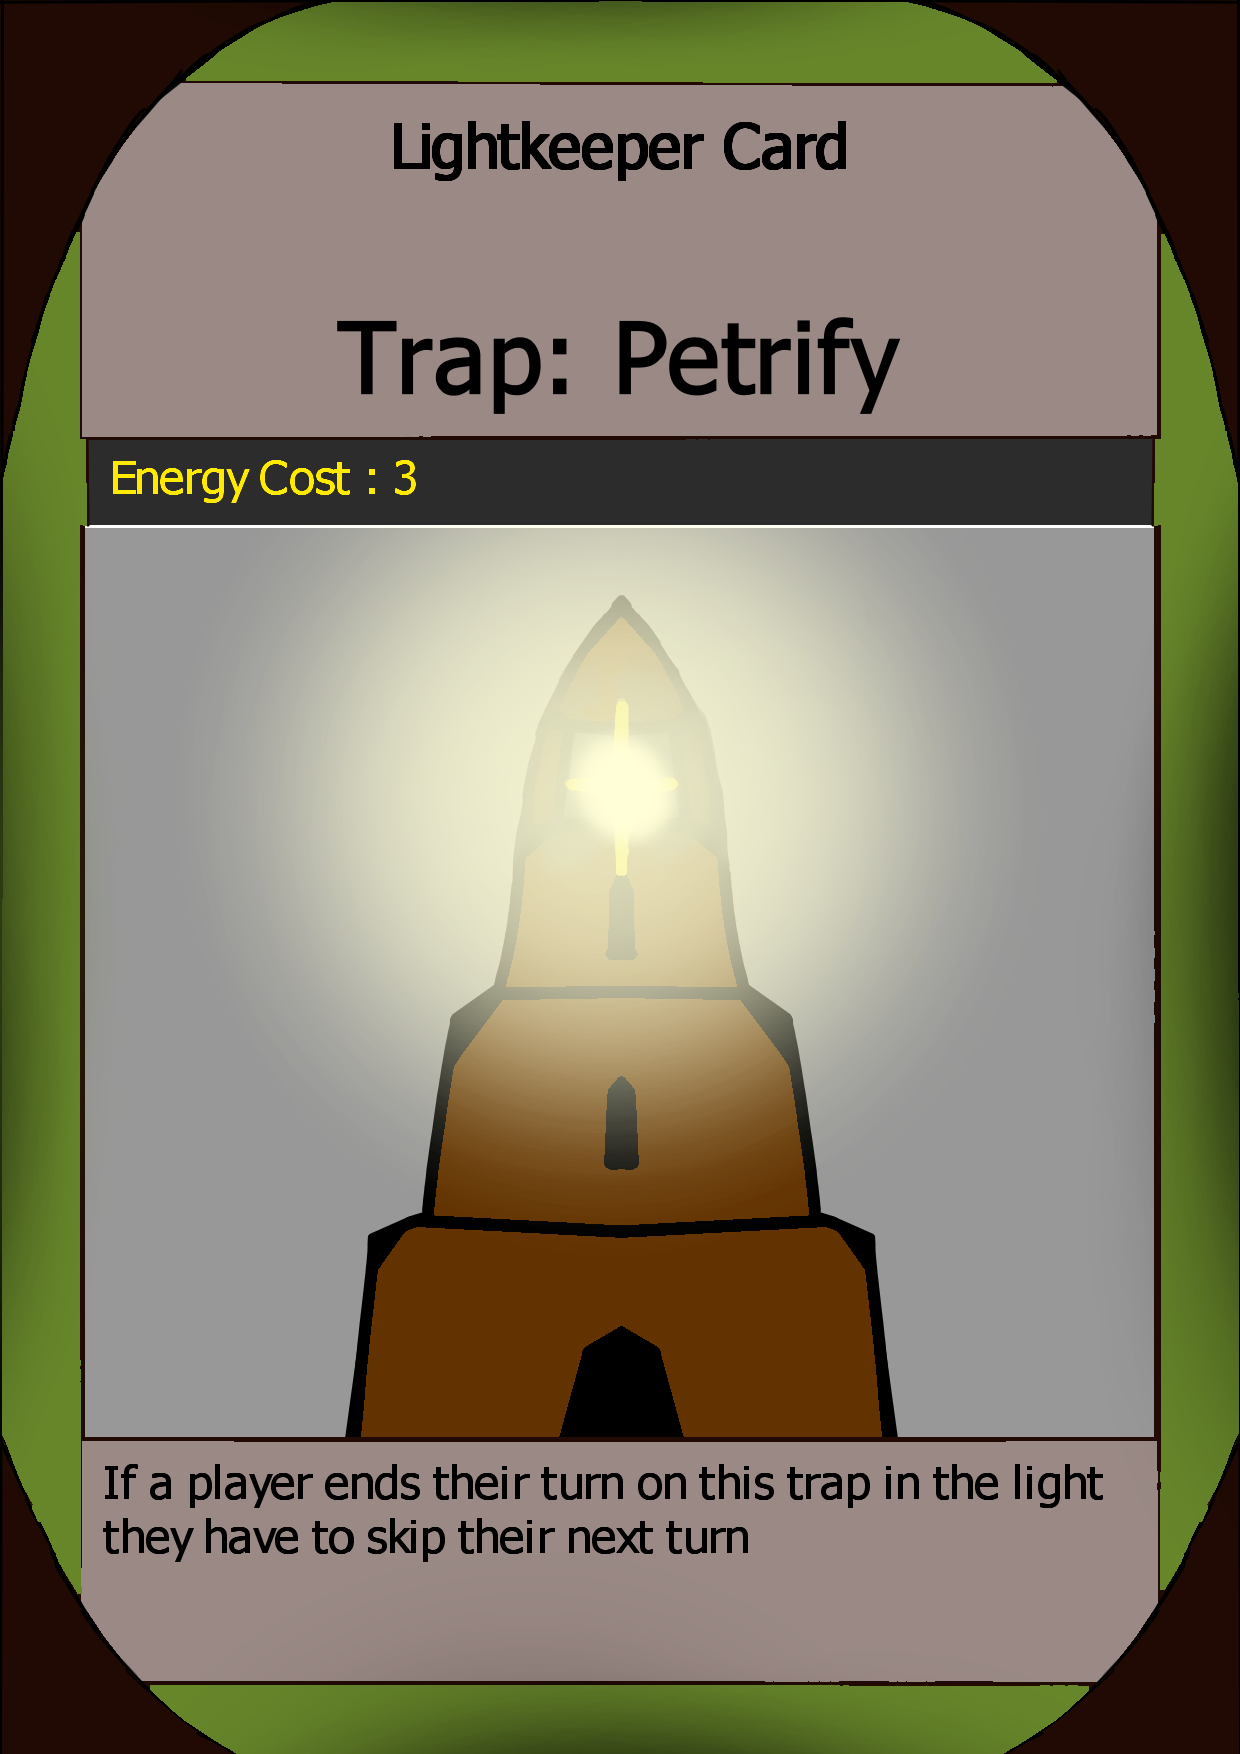 Lightkeeper Card
Trap: Petrify
Energy Cost : 3
If a player ends their turn on this trap in the light
they have to skip their next turn